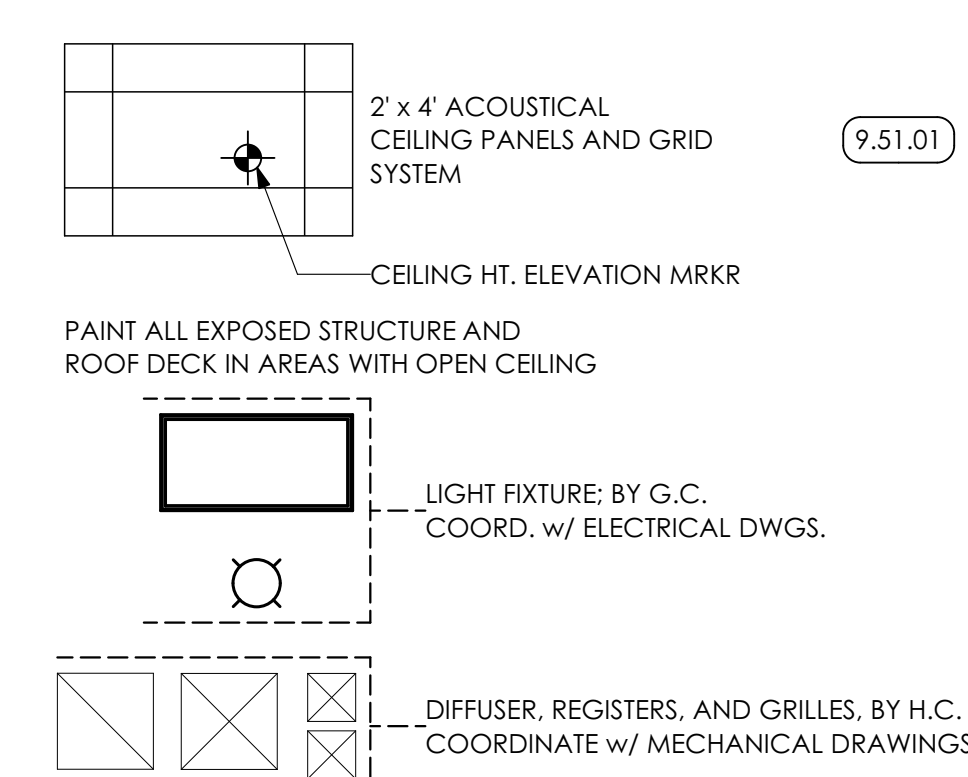 2' x 4' ACOUSTICAL
CEILING PANELS AND GRID
SYSTEM
9.51.01
CEILING HT. ELEVATION MRKR
PAINT ALL EXPOSED STRUCTURE AND
ROOF DECK IN AREAS WITH OPEN CEILING
LIGHT FIXTURE; BY G.C.
COORD. w/ ELECTRICAL DWGS.
DIFFUSER, REGISTERS, AND GRILLES, BY H.C.
COORDINATE w/ MECHANICAL DRAWINGS